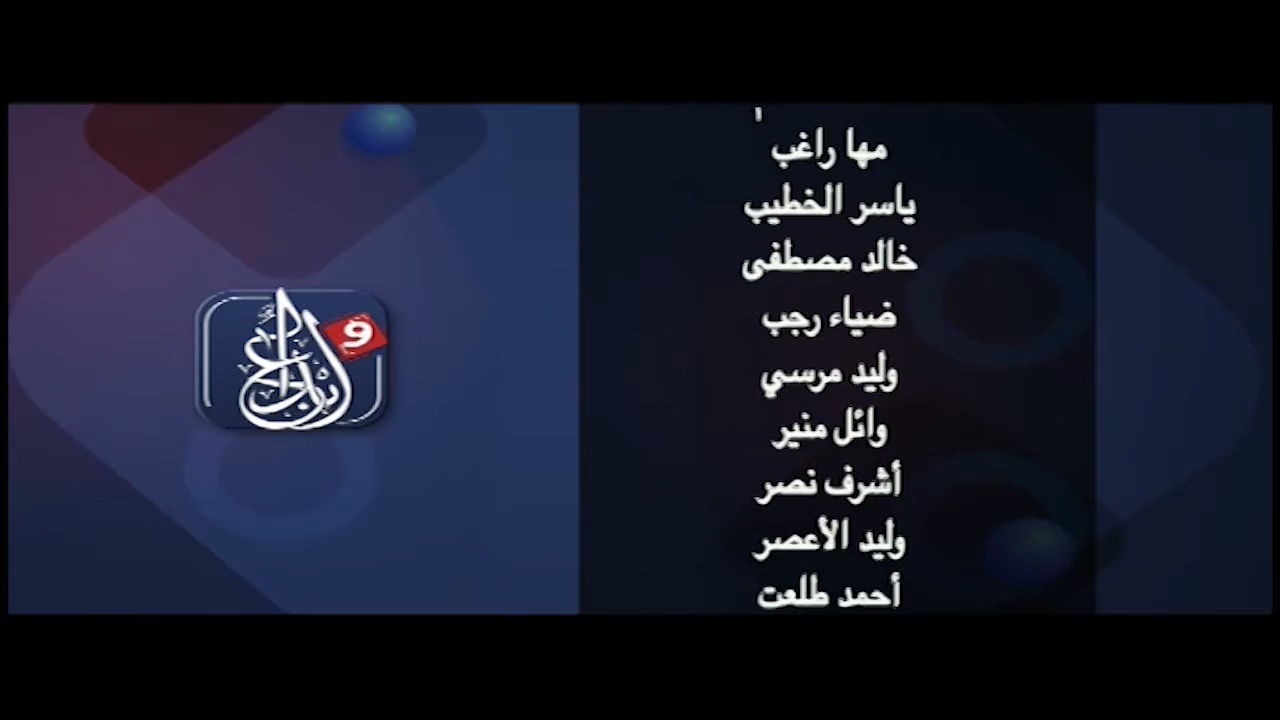 مها راغب
ياسر الخطيب
خالد مصطفى
ضياء رجب
وليد مرسي
وائل منير
أشرف نصر
وليد الأعصر
أحمد طلعت
و